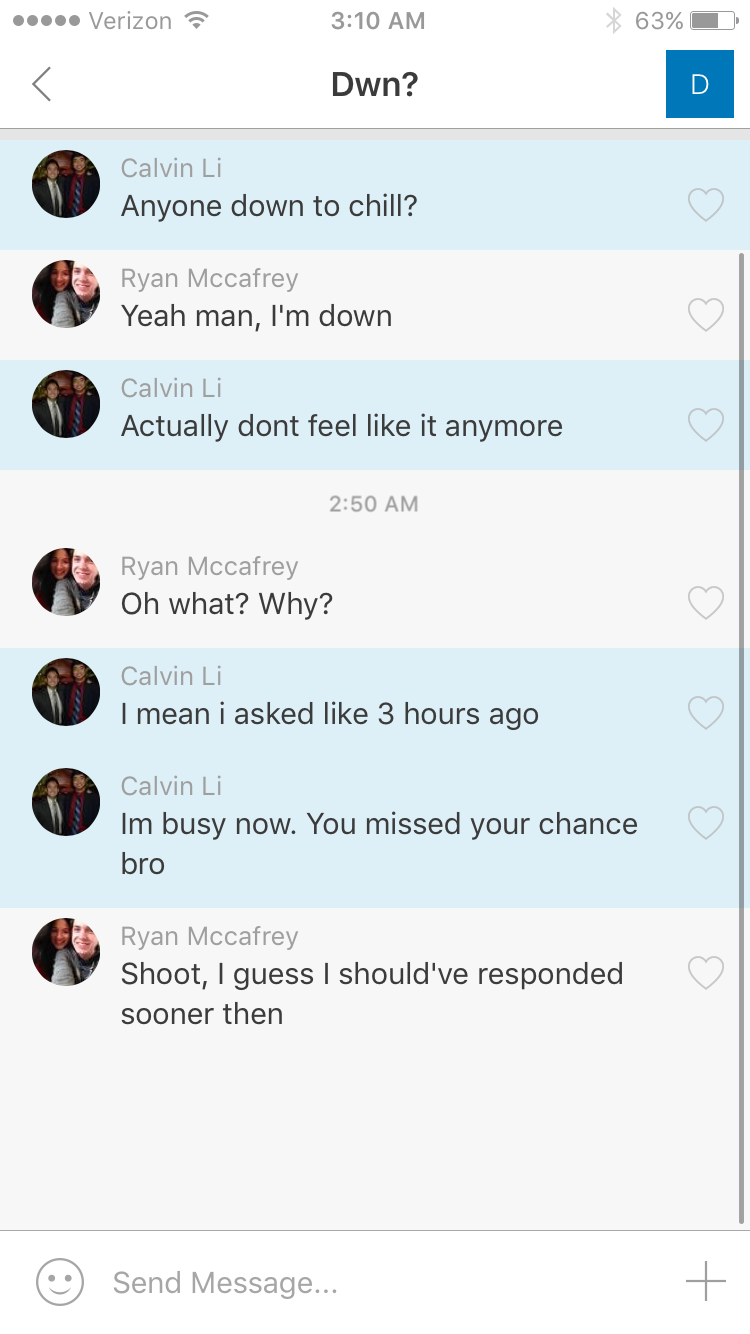 Verizon 3:10 AM 63%
Dwn? D
Calvin Li
Anyone down to chill?
Ryan Mccafrey
Yeah man, I'm down
Calvin Li
Actually dont feel like it anymore
2:50 AM
Ryan Mccafrey
Oh what? Why?
Calvin Li
I mean i asked like 3 hours ago
Calvin Li
Im busy now. You missed your chance
bro
Ryan Mccafrey
Shoot, I guess I should've responded
sooner then
Send Message...